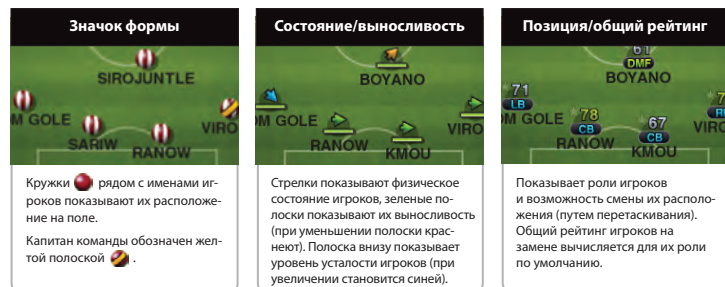 Значок формы
SIROJUNTLE
M GOLE
VIRO
SARIW
RANOW
Кружки рядом с именами иг-
роков показывают их расположе-
ние на поле.
Капитан команды обозначен жел-
той полоской .
Состояние/выносливость
BOYANO
OM GOLE
VIRO
RANOW
KMOU
Стрелки показывают физическое
состояние игроков, зеленые по-
лоски показывают их выносливость
(при уменьшении полоски крас-
неют). Полоска внизу показывает
уровень усталости игроков (при
увеличении становится синей).
Позиция/общий рейтинг
61
DMF
BOYANO
71
LB
M GOLE
78
CB
RANOW
67
CB
KMOU
7
R
VIRO
Показывает роли игроков
и возможность смены их располо-
жения (путем перетаскивания).
Общий рейтинг игроков на
замене вычисляется для их роли
по умолчанию.